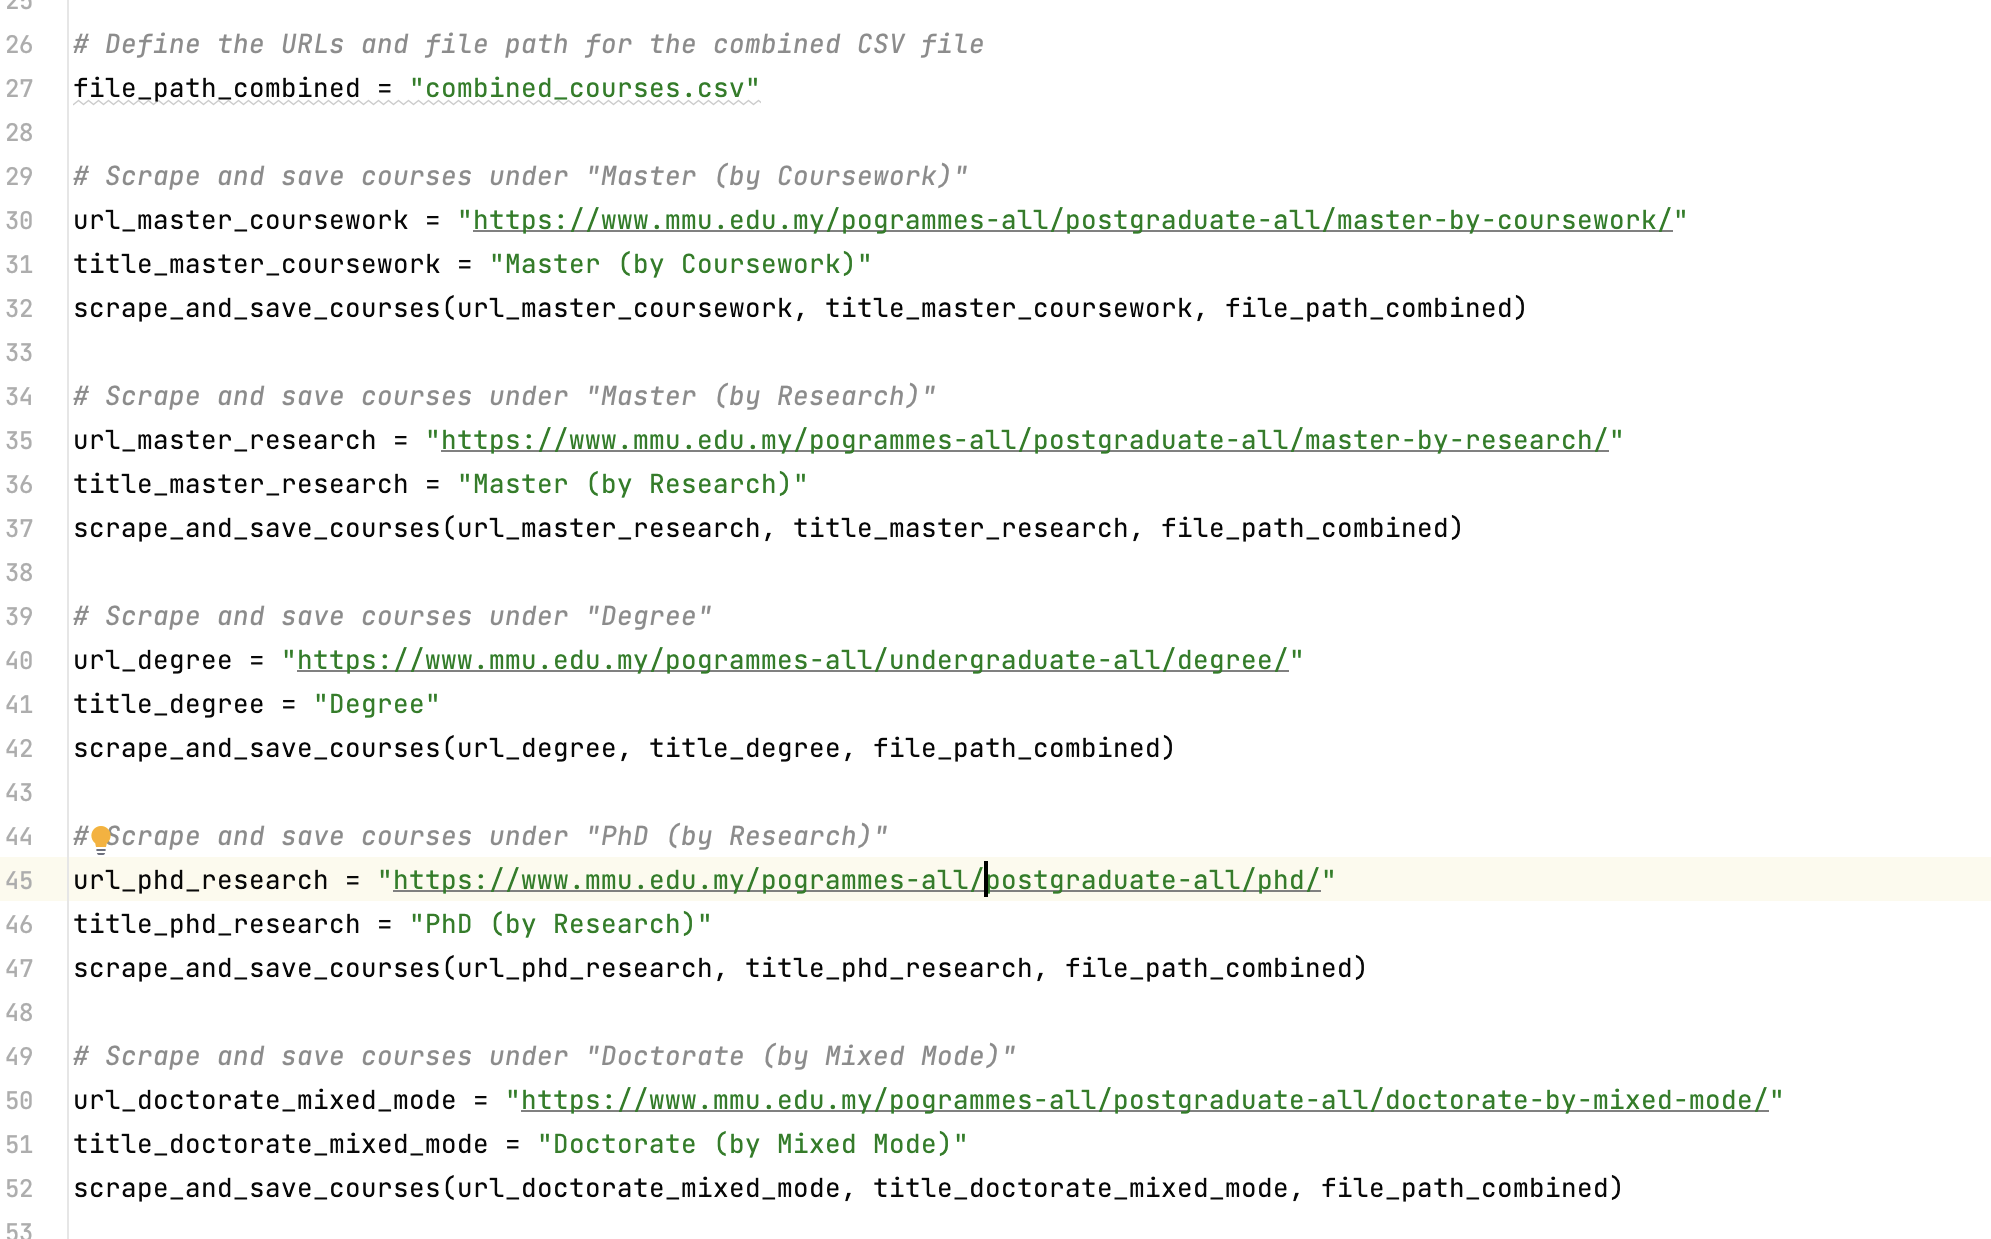 25
26 # Define the URLs and file path for the combined CSV file
27 file_path_combined = "combined_courses.csv"
28
29 # Scrape and save courses under "Master (by Coursework)"
30 url_master_coursework = "https://www.mmu.edu.my/pogrammes-all/postgraduate-all/master-by-coursework/"
31 title_master_coursework = "Master (by Coursework)"
32 scrape_and_save_courses(url_master_coursework, title_master_coursework, file_path_combined)
33
34 # Scrape and save courses under "Master (by Research)"
35 url_master_research = "https://www.mmu.edu.my/pogrammes-all/postgraduate-all/master-by-research/"
36 title_master_research = "Master (by Research)"
37 scrape_and_save_courses(url_master_research, title_master_research, file_path_combined)
38
39 # Scrape and save courses under "Degree"
40 url_degree = "https://www.mmu.edu.my/pogrammes-all/undergraduate-all/degree/"
41 title_degree = "Degree"
42 scrape_and_save_courses(url_degree, title_degree, file_path_combined)
43
44 # Scrape and save courses under "PhD (by Research)"
45 url_phd_research = "https://www.mmu.edu.my/pogrammes-all/postgraduate-all/phd/"
46 title_phd_research = "PhD (by Research)"
47 scrape_and_save_courses(url_phd_research, title_phd_research, file_path_combined)
48
49 # Scrape and save courses under "Doctorate (by Mixed Mode)"
50 url_doctorate_mixed_mode = "https://www.mmu.edu.my/pogrammes-all/postgraduate-all/doctorate-by-mixed-mode/"
51 title_doctorate_mixed_mode = "Doctorate (by Mixed Mode)"
52 scrape_and_save_courses(url_doctorate_mixed_mode, title_doctorate_mixed_mode, file_path_combined)
53